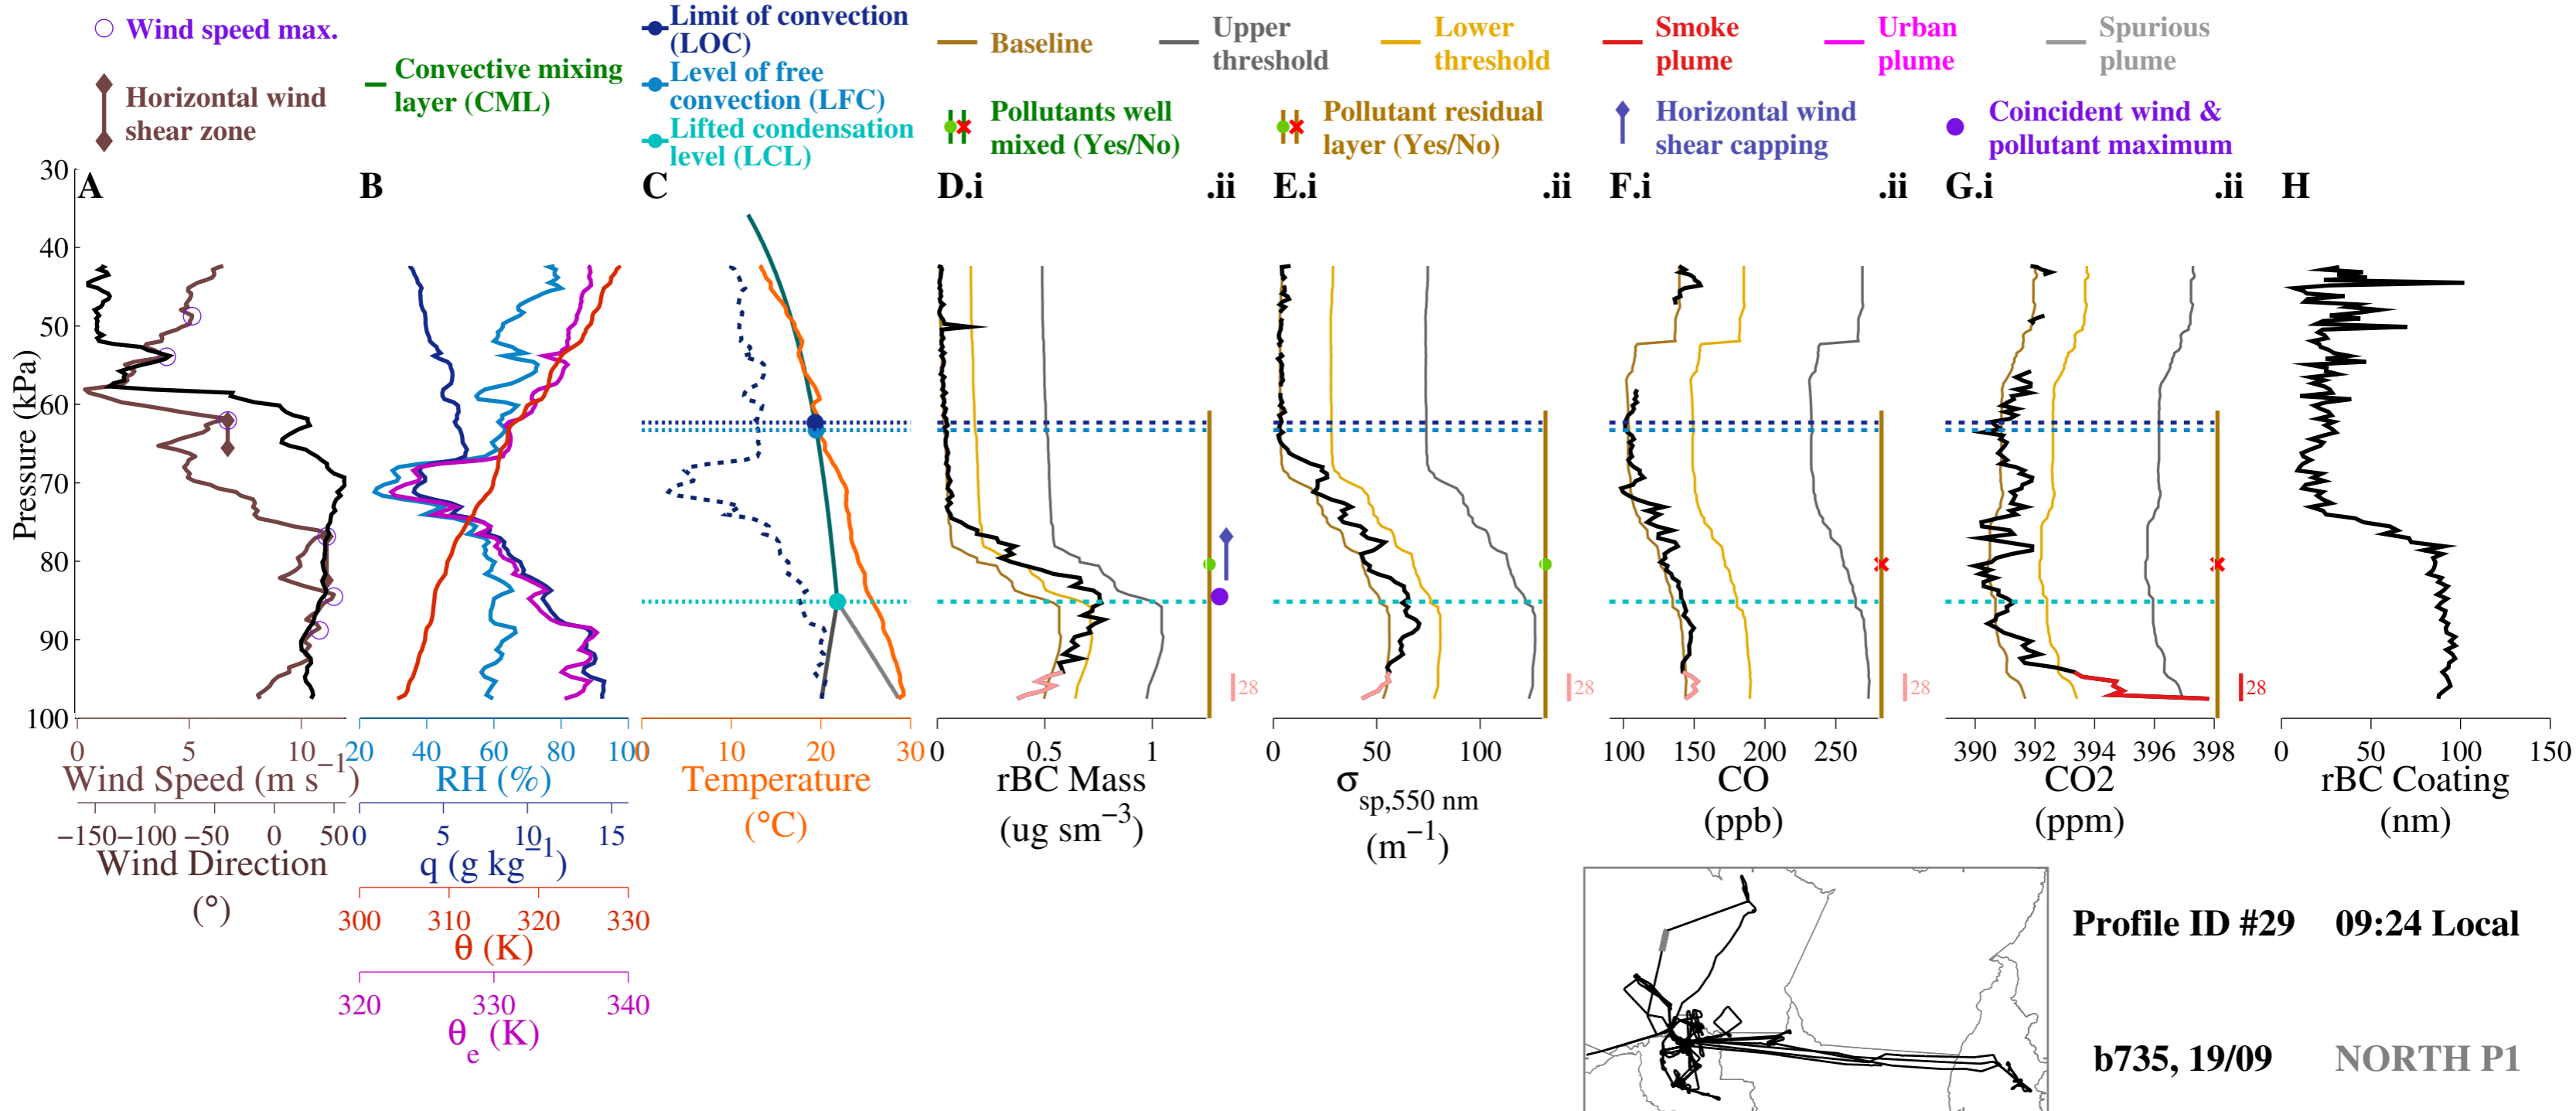 Wind speed max.
Horizontal wind
shear zone
Convective mixing
layer (CML)
Limit of convection
(LOC)
Level of free
convection (LFC)
Lifted condensation
level (LCL)
Baseline
Upper
threshold
Lower
threshold
Smoke
plume
Urban
plume
Spurious
plume
Pollutants well
mixed (Yes/No)
Pollutant residual
layer (Yes/No)
Horizontal wind
shear capping
Coincident wind &
pollutant maximum
A B C D.i .ii E.i .ii F.i .ii G.i .ii H
Pressure (kPa)
30
40
50
60
70
80
90
100
28 28 28 28
0 5 10
Wind Speed (m s−1)
−150 −100 −50 0 50
Wind Direction
(°)
20 40 60 80 100
RH (%)
0 5 10 15
q (g kg−1)
300 310 320 330
θ (K)
320 330 340
θe (K)
0 10 20 30
Temperature
(°C)
0 0.5 1
rBC Mass
(ug sm−3)
0 50 100
σsp,550 nm
(m−1)
100 150 200 250
CO
(ppb)
390 392 394 396 398
CO2
(ppm)
0 50 100 150
rBC Coating
(nm)
Profile ID #29 09:24 Local
b735, 19/09 NORTH P1